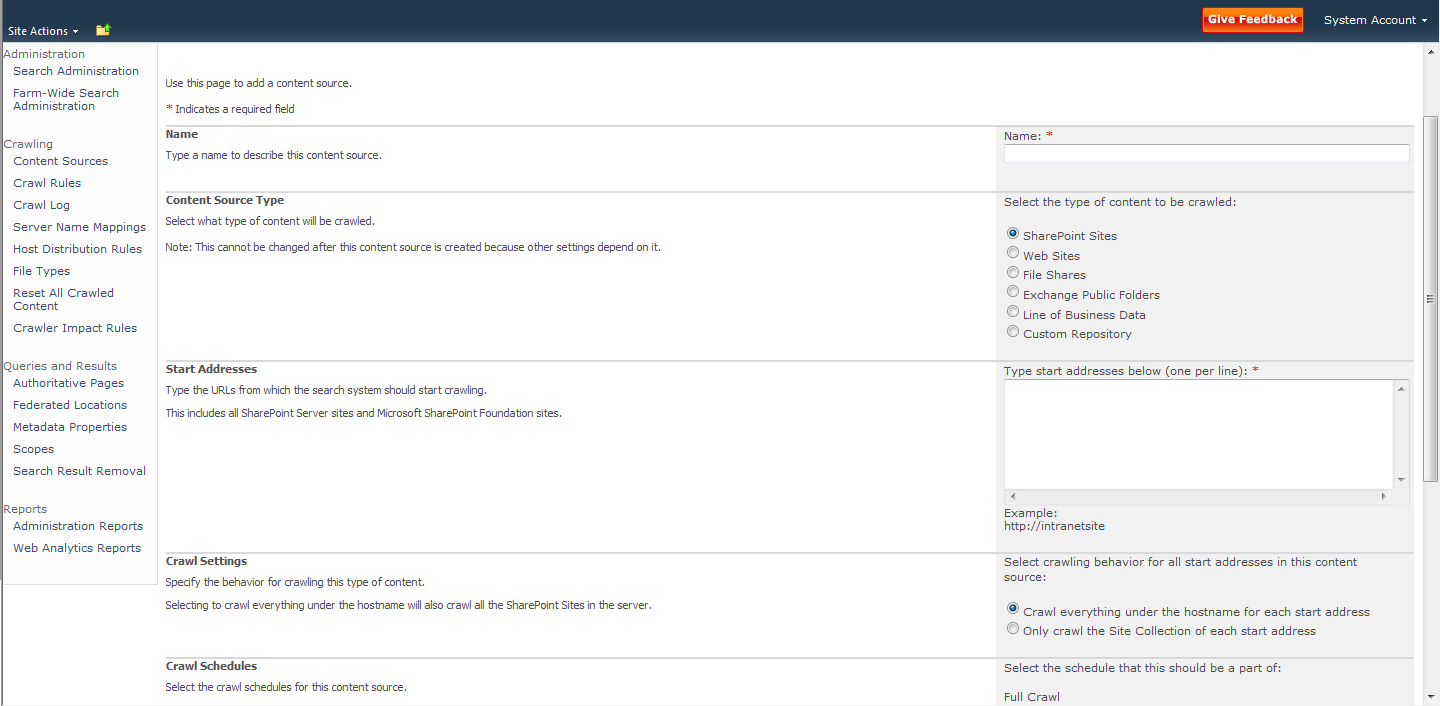 Site Actions
Give Feedback
System Account
Administration
Search Administration
Farm-Wide Search
Administration
Crawling
Content Sources
Crawl Rules
Crawl Log
Server Name Mappings
Host Distribution Rules
File Types
Reset All Crawled
Content
Crawler Impact Rules
Queries and Results
Authoritative Pages
Federated Locations
Metadata Properties
Scopes
Search Result Removal
Reports
Administration Reports
Web Analytics Reports
Use this page to add a content source.
* Indicates a required field
Name
Type a name to describe this content source.
Name: *
Content Source Type
Select what type of content will be crawled.
Note: This cannot be changed after this content source is created because other settings depend on it.
Select the type of content to be crawled:
SharePoint Sites
Web Sites
File Shares
Exchange Public Folders
Line of Business Data
Custom Repository
Start Addresses
Type the URLs from which the search system should start crawling.
This includes all SharePoint Server sites and Microsoft SharePoint Foundation sites.
Type start addresses below (one per line): *
Example:
http://intranetsite
Crawl Settings
Specify the behavior for crawling this type of content.
Selecting to crawl everything under the hostname will also crawl all the SharePoint Sites in the server.
Select crawling behavior for all start addresses in this content
source:
Crawl everything under the hostname for each start address
Only crawl the Site Collection of each start address
Crawl Schedules
Select the crawl schedules for this content source.
Select the schedule that this should be a part of:
Full Crawl